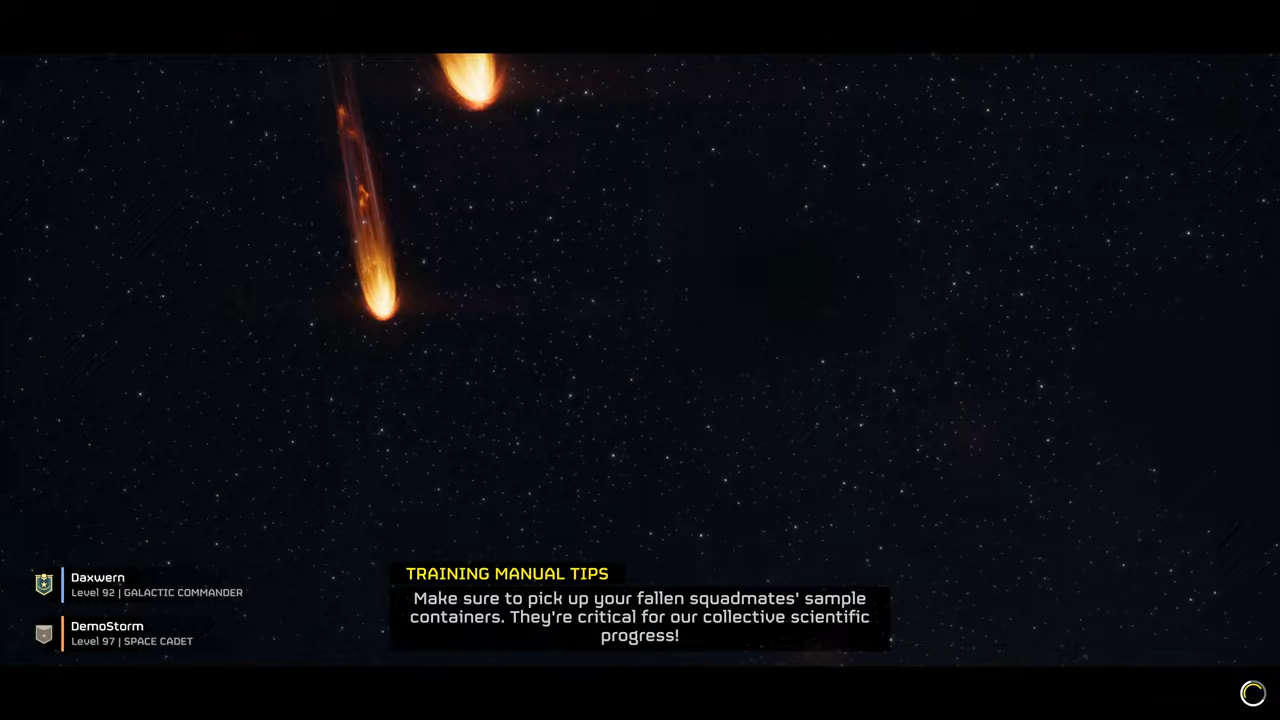 Daxwern
Level 92 | GALACTIC COMMANDER
DemoStorm
Level 97 | SPACE CADET
TRAINING MANUAL TIPS
Make sure to pick up your fallen squadmates' sample
containers. They're critical for our collective scientific
progress!